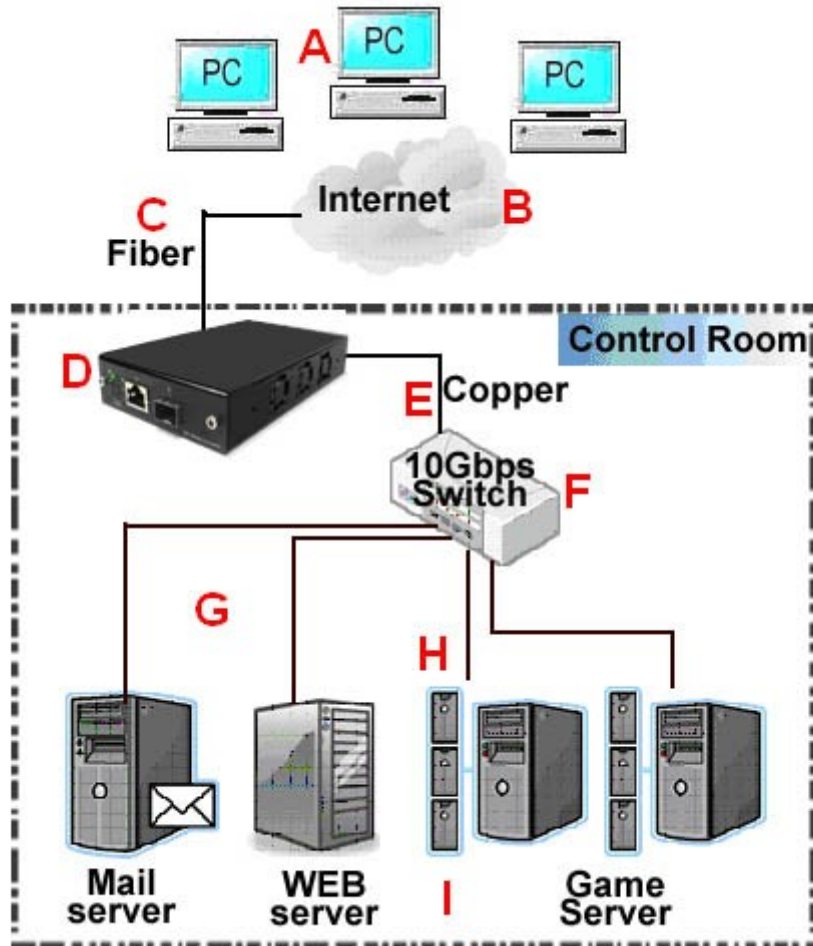 PC
A
PC
PC
Internet
B
C
Fiber
Control Room
D
E
Copper
10Gbps
Switch
F
G
H
Mail
server
WEB
server
I
Game
Server